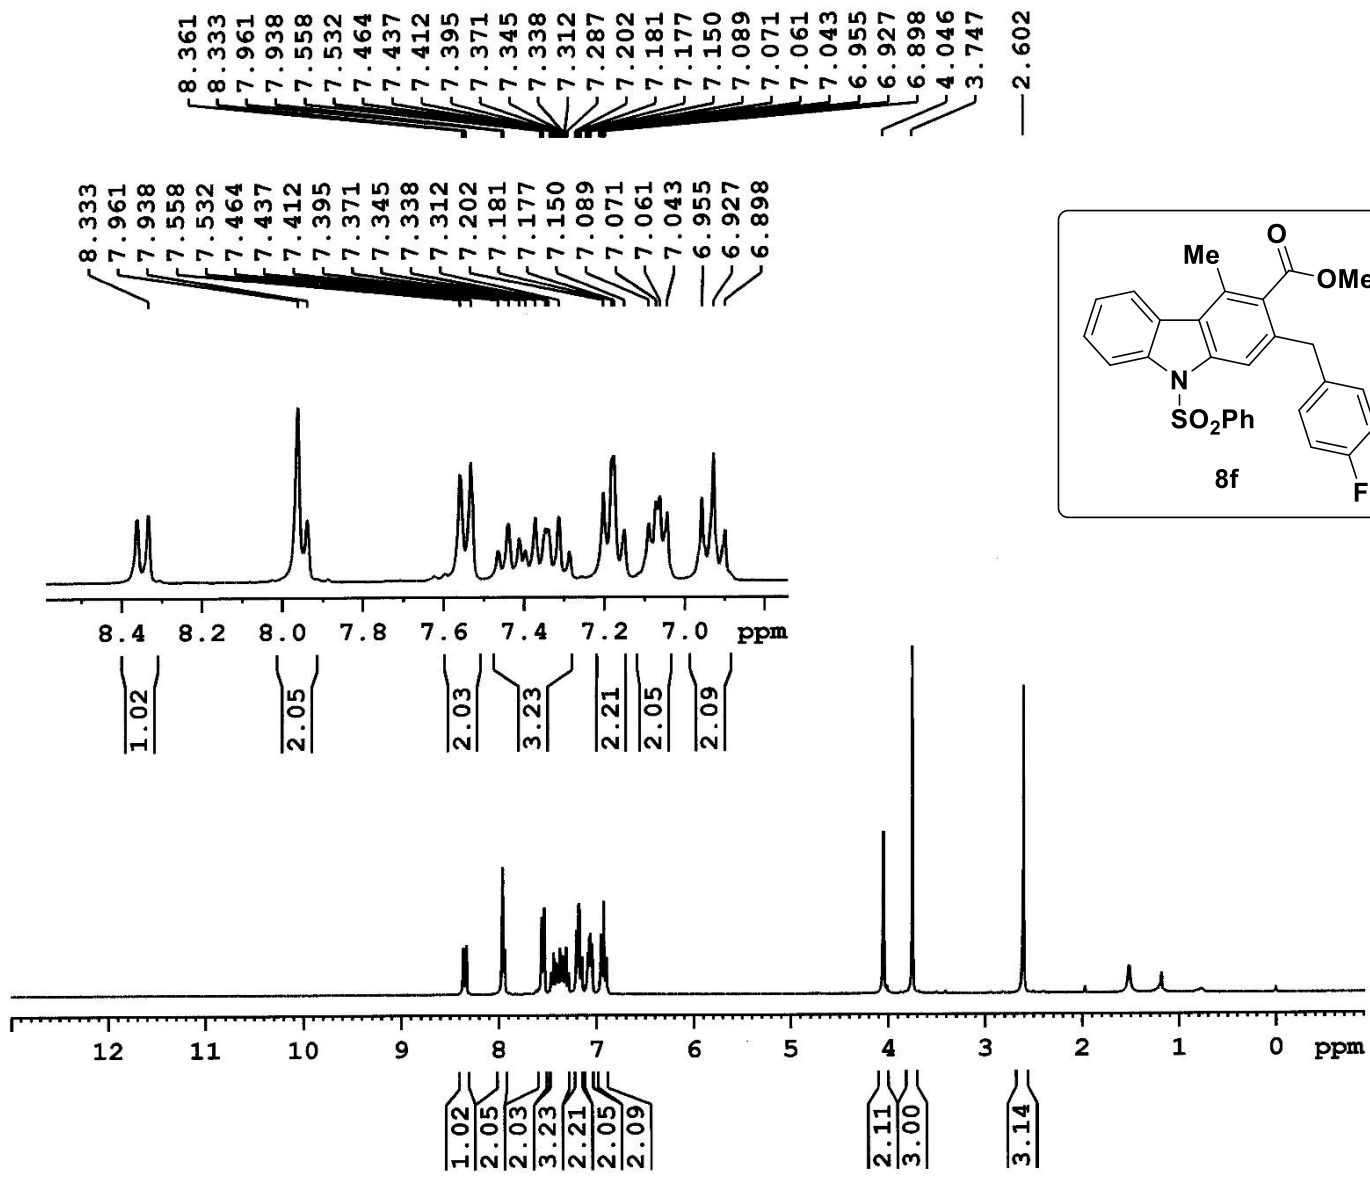 8.361 8.333 7.961 7.938 7.558 7.532 7.464 7.437 7.412 7.395 7.371 7.345 7.338 7.312 7.287 7.202 7.181 7.177 7.150 7.089 7.071 7.061 7.043 6.955 6.927 6.898 4.046 3.747 2.602
8.333 7.961 7.938 7.558 7.532 7.464 7.437 7.412 7.395 7.371 7.345 7.338 7.312 7.202 7.181 7.177 7.150 7.089 7.071 7.061 7.043 6.955 6.927 6.898
O
Me
OMe
N
SO2Ph
8f
F
8.4 8.2 8.0 7.8 7.6 7.4 7.2 7.0 ppm
1.02 2.05 2.03 3.23 2.21 2.05 2.09
12 11 10 9 8 7 6 5 4 3 2 1 0 ppm
1.02 2.05 2.03 3.23 2.21 2.05 2.09 2.11 3.00 3.14